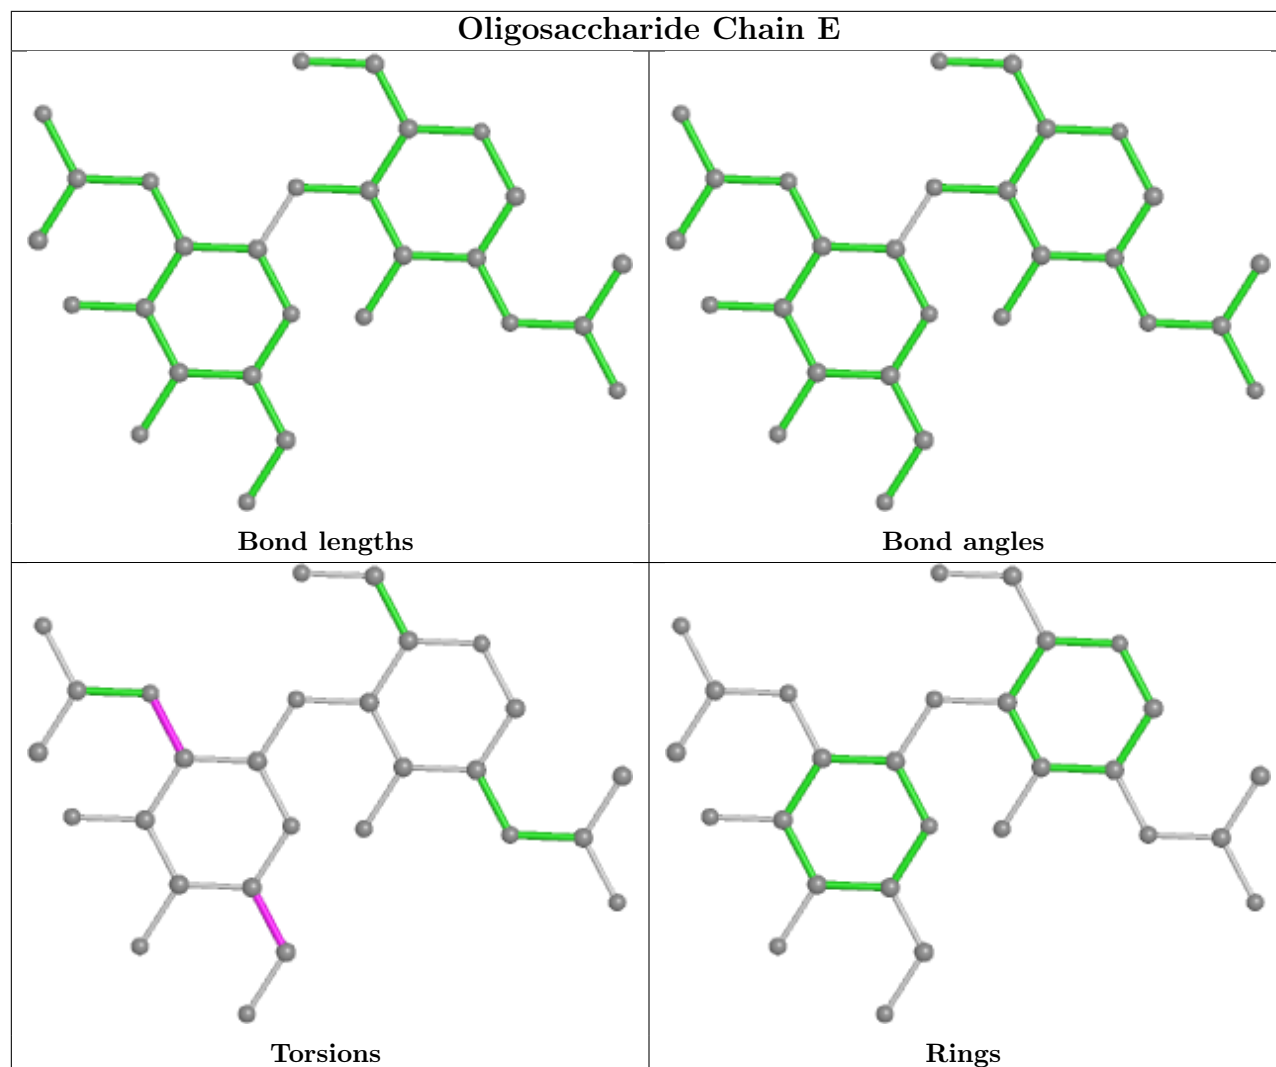 Oligosaccharide Chain E
Bond lengths
Bond angles
Torsions
Rings